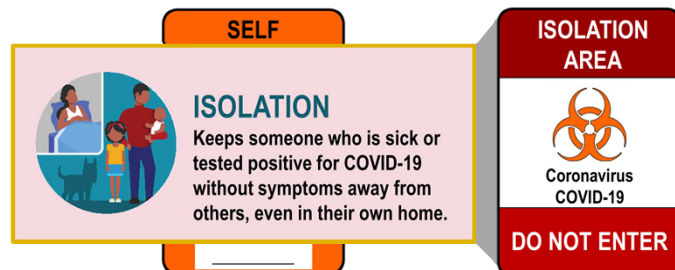 SELF
ISOLATION
Keeps someone who is sick or
tested positive for COVID-19
without symptoms away from
others, even in their own home.
ISOLATION
AREA
Coronavirus
COVID-19
DO NOT ENTER